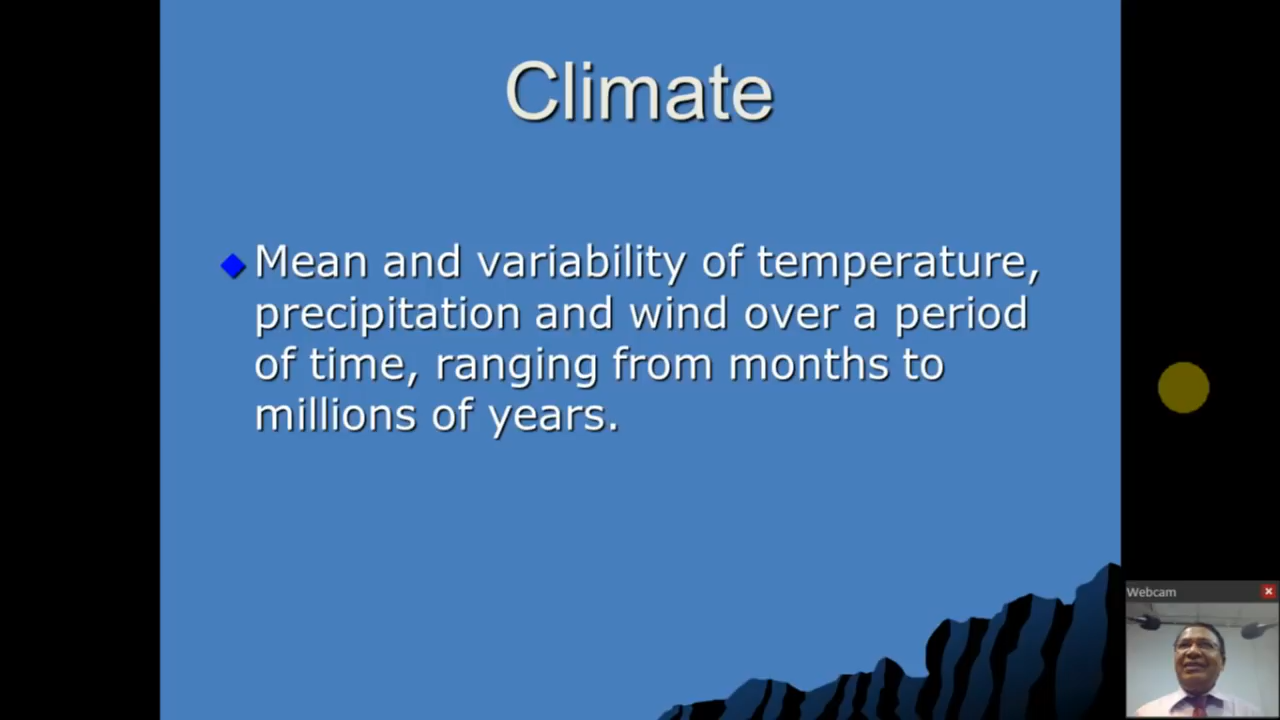 Climate
Mean and variability of temperature,
precipitation and wind over a period
of time, ranging from months to
millions of years.
Webcam